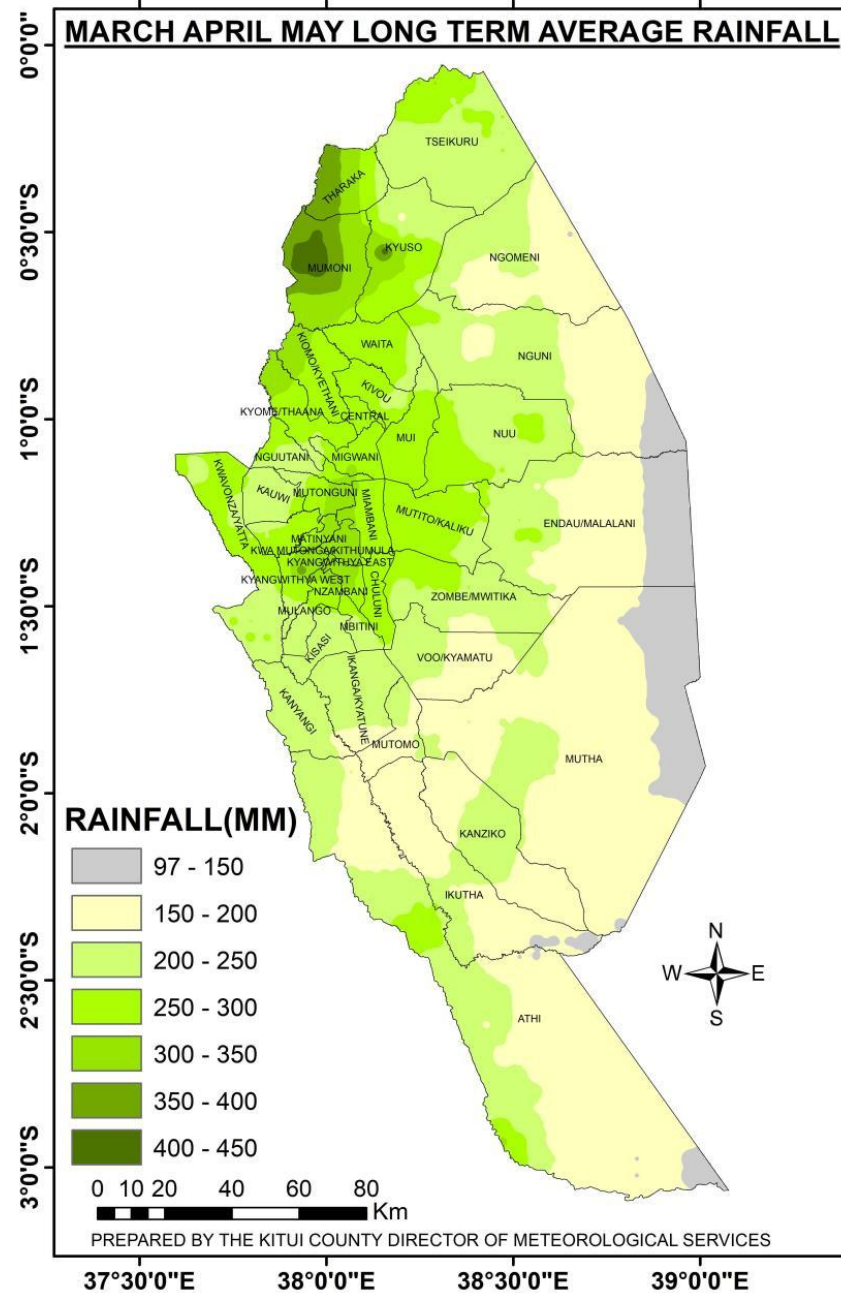 MARCH APRIL MAY LONG TERM AVERAGE RAINFALL
0°0'0"
0°30'0"S
1°0'0"S
1°30'0"S
2°0'0"S
2°30'0"S
3°0'0"S
TSEIKURU
THARAKA
KYUSO
NGOMENI
MUMONI
WAITA
KIOMO/KYETHANI
NGUNI
KIVOU
KYOME/THAANA
CENTRAL
MUI
NUU
NGUUTANI
MIGWANI
KWAVONZA/YATTA
KAUWI
MUTONGUNI
MIAMBANI
MUTITO/KALIKU
ENDAU/MALALANI
MATINYANI
KWA MUTONGA/KITHUMULA
KYANGWITHYA EAST
KYANGWITHYA WEST
NZAMBANI
CHULUNI
ZOMBE/MWITIKA
MULANGO
MBITINI
KISASI
VOO/KYAMATU
KANYANGI
IKANGA/KYATUNE
MUTOMO
MUTHA
KANZIKO
IKUTHA
ATHI
RAINFALL(MM)
97 - 150
150 - 200
200 - 250
250 - 300
300 - 350
350 - 400
400 - 450
N
W E
S
0 10 20 40 60 80
Km
PREPARED BY THE KITUI COUNTY DIRECTOR OF METEOROLOGICAL SERVICES
37°30'0"E 38°0'0"E 38°30'0"E 39°0'0"E